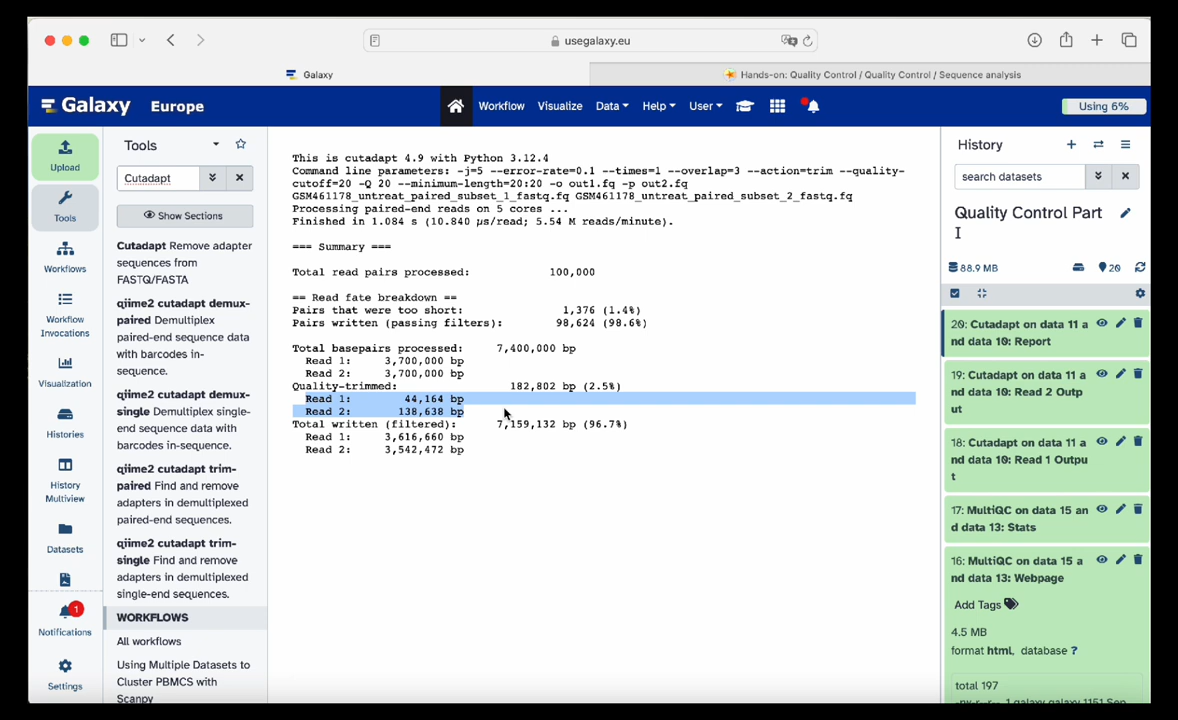 usegalaxy.eu
Galaxy
Hands-on: Quality Control / Quality Control / Sequence analysis
Galaxy Europe
Workflow Visualize Data Help User
Using 6%
Upload
Tools
Workflows
Workflow
Invocations
Visualization
Histories
History
Multiview
Datasets
1
Notifications
Settings
Tools
Cutadapt
Show Sections
Cutadapt Remove adapter
sequences from
FASTQ/FASTA
qiime2 cutadapt demux-
paired Demultiplex
paired-end sequence data
with barcodes in-
sequence.
qiime2 cutadapt demux-
single Demultiplex single-
end sequence data with
barcodes in-sequence.
qiime2 cutadapt trim-
paired Find and remove
adapters in demultiplexed
paired-end sequences.
qiime2 cutadapt trim-
single Find and remove
adapters in demultiplexed
single-end sequences.
WORKFLOWS
All workflows
Using Multiple Datasets to
Cluster PBMCS with
Scanpy
This is cutadapt 4.9 with Python 3.12.4
Command line parameters: -j=5 --error-rate=0.1 --times=1 --overlap=3 --action=trim --quality-
cutoff=20 -Q 20 --minimum-length=20:20 -o out1.fq -p out2.fq
GSM461178_untreat_paired_subset_1_fastq.fq GSM461178_untreat_paired_subset_2_fastq.fq
Processing paired-end reads on 5 cores ...
Finished in 1.084 s (10.840 µs/read; 5.54 M reads/minute).
=== Summary ===
Total read pairs processed: 100,000
== Read fate breakdown ==
Pairs that were too short: 1,376 (1.4%)
Pairs written (passing filters): 98,624 (98.6%)
Total basepairs processed: 7,400,000 bp
Read 1: 3,700,000 bp
Read 2: 3,700,000 bp
Quality-trimmed: 182,802 bp (2.5%)
Read 1: 44,164 bp
Read 2: 138,638 bp
Total written (filtered): 7,159,132 bp (96.7%)
Read 1: 3,616,660 bp
Read 2: 3,542,472 bp
History
search datasets
Quality Control Part
I
88.9 MB
20
20: Cutadapt on data 11 a
nd data 10: Report
19: Cutadapt on data 11 a
nd data 10: Read 2 Outp
ut
18: Cutadapt on data 11 a
nd data 10: Read 1 Outpu
t
17: MultiQC on data 15 an
d data 13: Stats
16: MultiQC on data 15 a
nd data 13: Webpage
Add Tags
4.5 MB
format html, database ?
total 197